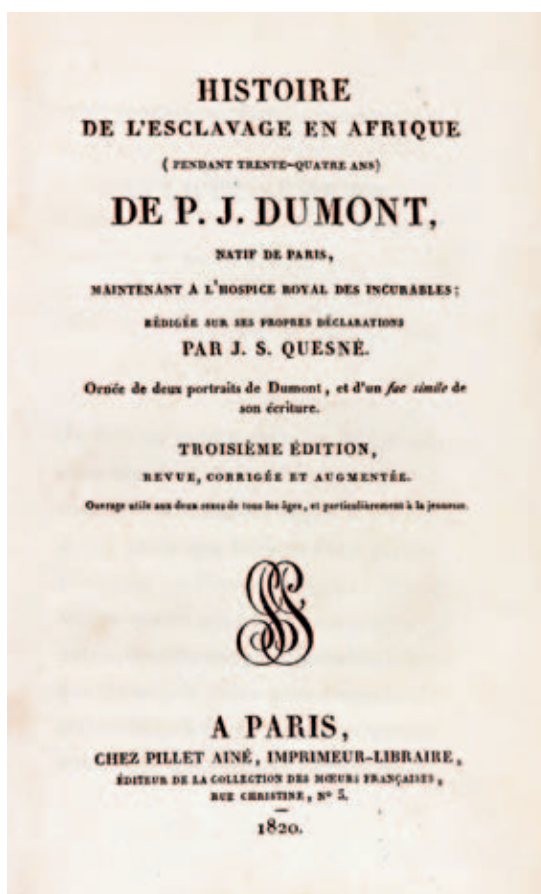 HISTOIRE
DE L'ESCLAVAGE EN AFRIQUE
(PENDANT TRENTE-QUATRE ANS)
DE P. J. DUMONT,
NATIF DE PARIS,
MAINTENANT A L'HOSPICE ROYAL DES INCURABLES;
RÉDIGÉE SUR SES PROPRES DÉCLARATIONS
PAR J. S. QUESNÉ.
Ornée de deux portraits de Dumont, et d'un fac simile de
son écriture.
TROISIÈME ÉDITION,
REVUE, CORRIGÉE ET AUGMENTÉE.
Ouvrage utile aux deux sexes de tous les âges, et particulièrement à la jeunesse.
A PARIS,
CHEZ PILLET AINÉ, IMPRIMEUR-LIBRAIRE,
ÉDITEUR DE LA COLLECTION DES MŒURS FRANÇAISES,
RUE CHRISTINE, Nº 5.
1820.